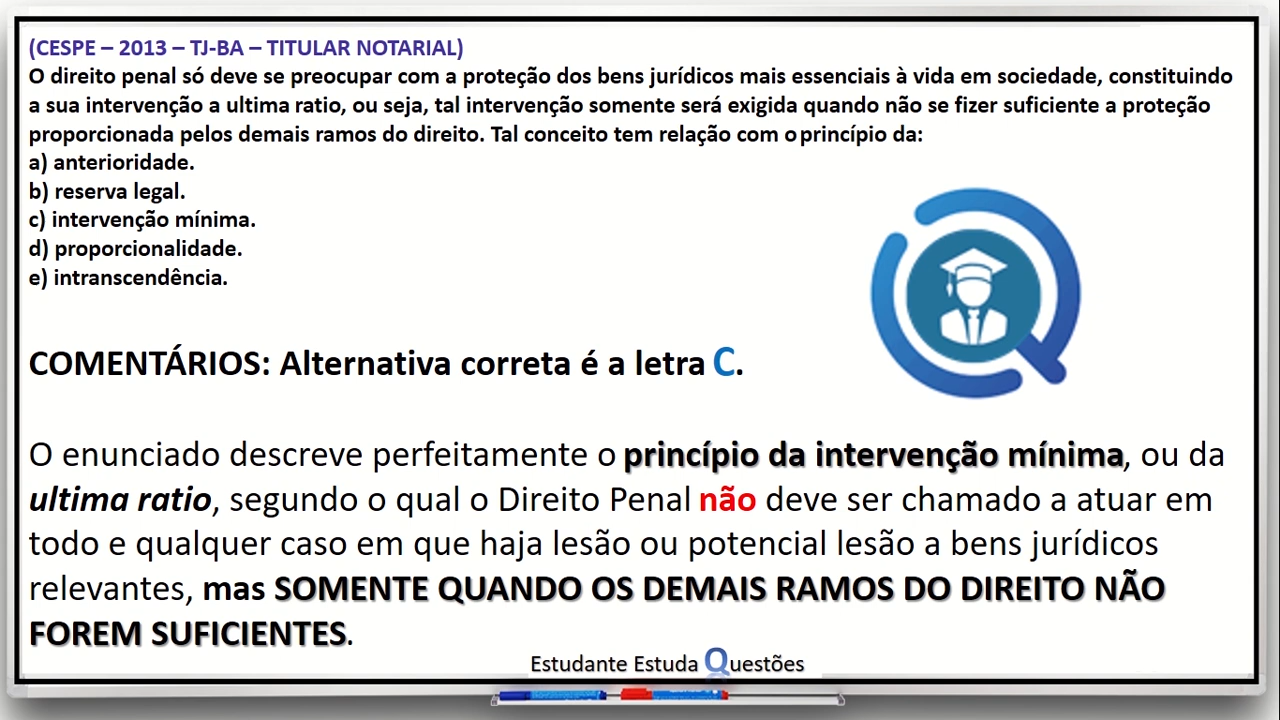 (CESPE – 2013 – TJ-BA – TITULAR NOTARIAL)
O direito penal só deve se preocupar com a proteção dos bens jurídicos mais essenciais à vida em sociedade, constituindo
a sua intervenção a ultima ratio, ou seja, tal intervenção somente será exigida quando não se fizer suficiente a proteção
proporcionada pelos demais ramos do direito. Tal conceito tem relação com o princípio da:
a) anterioridade.
b) reserva legal.
c) intervenção mínima.
d) proporcionalidade.
e) intranscendência.
COMENTÁRIOS: Alternativa correta é a letra C.
O enunciado descreve perfeitamente o princípio da intervenção mínima, ou da
ultima ratio, segundo o qual o Direito Penal não deve ser chamado a atuar em
todo e qualquer caso em que haja lesão ou potencial lesão a bens jurídicos
relevantes, mas SOMENTE QUANDO OS DEMAIS RAMOS DO DIREITO NÃO
FOREM SUFICIENTES.
Estudante Estuda Questões